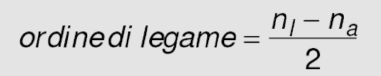 ordinedi legame = (n_l − n_a) / 2